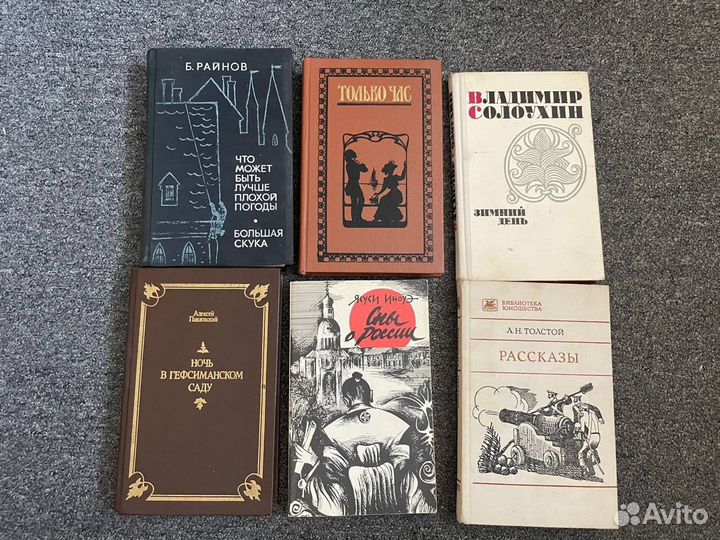 Б. РАЙНОВ
ЧТО
МОЖЕТ
БЫТЬ
ЛУЧШЕ
ПЛОХОЙ
ПОГОДЫ
БОЛЬШАЯ
СКУКА
ТОЛЬКО ЧАС
ВЛАДИМИР
СОЛОУХИН
ЗИМНИЙ
ДЕНЬ
Алексей
Павловский
НОЧЬ
В ГЕФСИМАНСКОМ
САДУ
ЯСУСИ ИНОУЭ
Сны
о России
БИБЛИОТЕКА
ЮНОШЕСТВА
Л.Н. ТОЛСТОЙ
РАССКАЗЫ
Avito